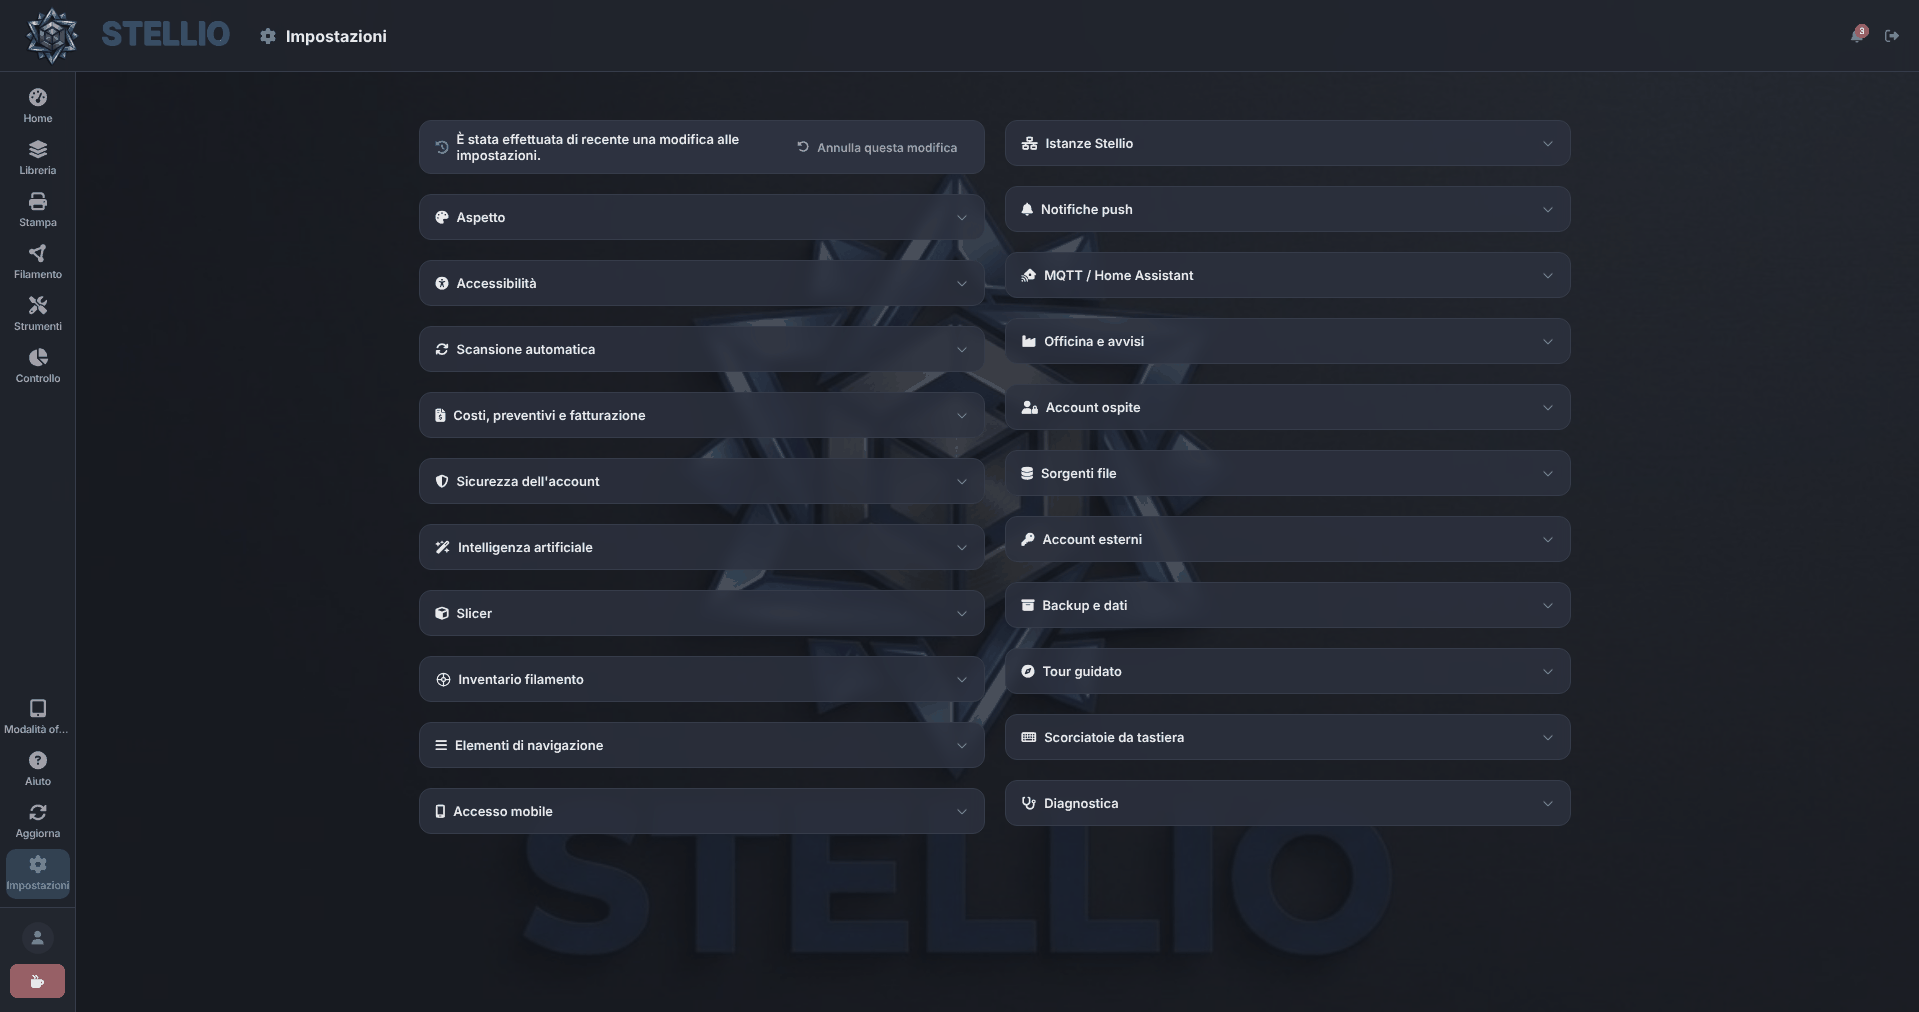 STELLIO
Impostazioni
3
Home
Libreria
Stampa
Filamento
Strumenti
Controllo
Modalità of...
Aiuto
Aggiorna
Impostazioni
È stata effettuata di recente una modifica alle
impostazioni.
Annulla questa modifica
Aspetto
Accessibilità
Scansione automatica
Costi, preventivi e fatturazione
Sicurezza dell'account
Intelligenza artificiale
Slicer
Inventario filamento
Elementi di navigazione
Accesso mobile
Istanze Stellio
Notifiche push
MQTT / Home Assistant
Officina e avvisi
Account ospite
Sorgenti file
Account esterni
Backup e dati
Tour guidato
Scorciatoie da tastiera
Diagnostica
STELLIO